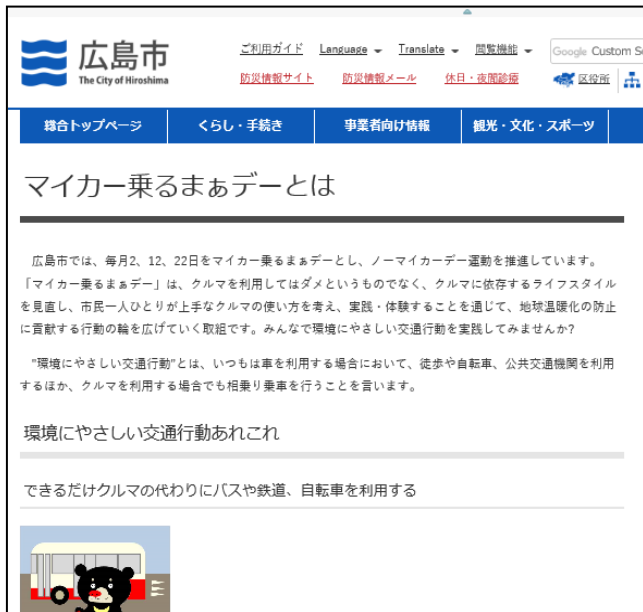 広島市
The City of Hiroshima
ご利用ガイド Language Translate 閲覧機能
Google Custom
防災情報サイト 防災情報メール 休日・夜間診療 区役所
総合トップページ くらし・手続き 事業者向け情報 観光・文化・スポーツ
マイカー乗るまぁデーとは
広島市では、毎月2、12、22日をマイカー乗るまぁデーとし、ノーマイカーデー運動を推進しています。
「マイカー乗るまぁデー」は、クルマを利用してはダメというものでなく、クルマに依存するライフスタイル
を見直し、市民一人ひとりが上手なクルマの使い方を考え、実践・体験することを通じて、地球温暖化の防止
に貢献する行動の輪を広げていく取組です。みんなで環境にやさしい交通行動を実践してみませんか?
"環境にやさしい交通行動"とは、いつもは車を利用する場合において、徒歩や自転車、公共交通機関を利用
するほか、クルマを利用する場合でも相乗り乗車を行うことを言います。
環境にやさしい交通行動あれこれ
できるだけクルマの代わりにバスや鉄道、自転車を利用する